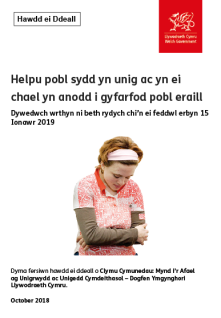 Hawdd ei Ddeall
Llywodraeth Cymru
Welsh Government
Helpu pobl sydd yn unig ac yn ei
chael yn anodd i gyfarfod pobl eraill
Dywedwch wrthyn ni beth rydych chi'n ei feddwl erbyn 15
Ionawr 2019
Dyma fersiwn hawdd ei ddeall o Clymu Cymunedau: Mynd i'r Afael
ag Unigrwydd ac Unigedd Cymdeithasol – Dogfen Ymgynghori
Llywodraeth Cymru.
October 2018